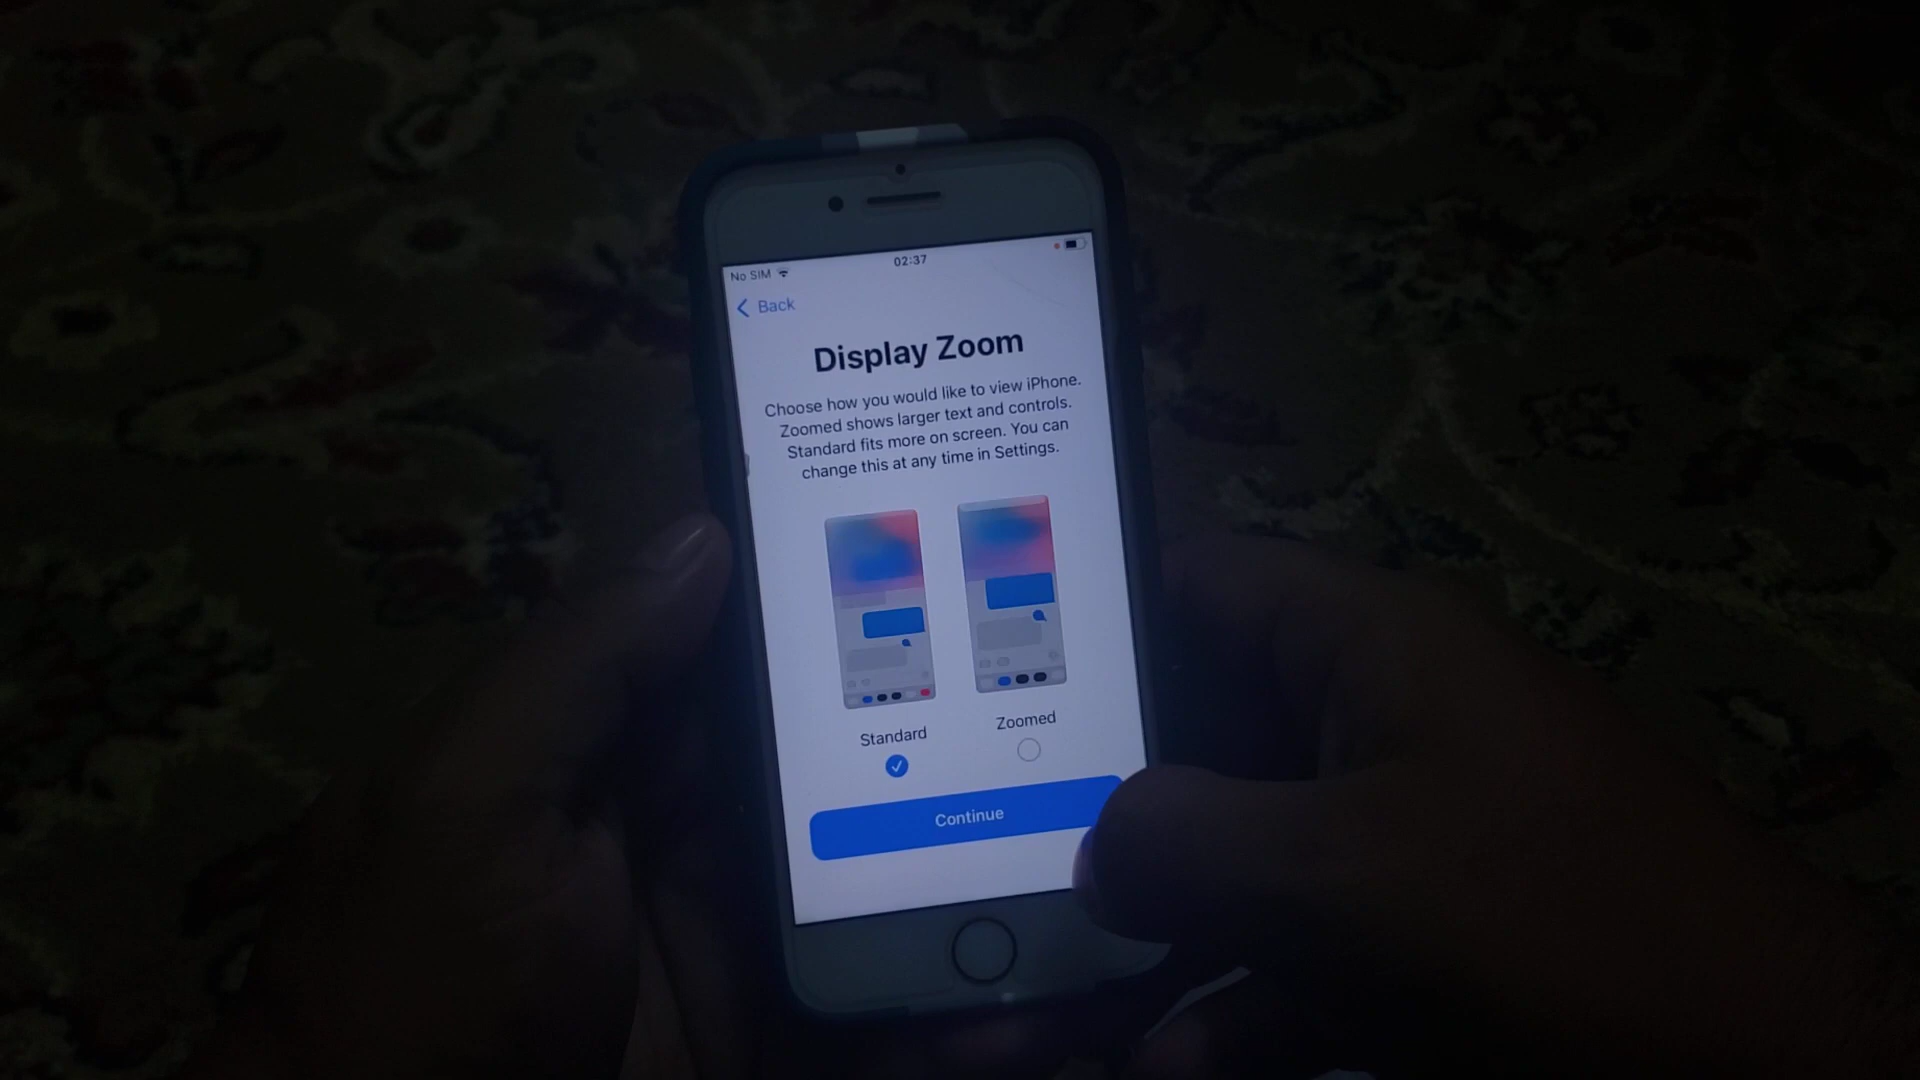 No SIM
02:37
Back
Display Zoom
Choose how you would like to view iPhone.
Zoomed shows larger text and controls.
Standard fits more on screen. You can
change this at any time in Settings.
Standard
Zoomed
Continue